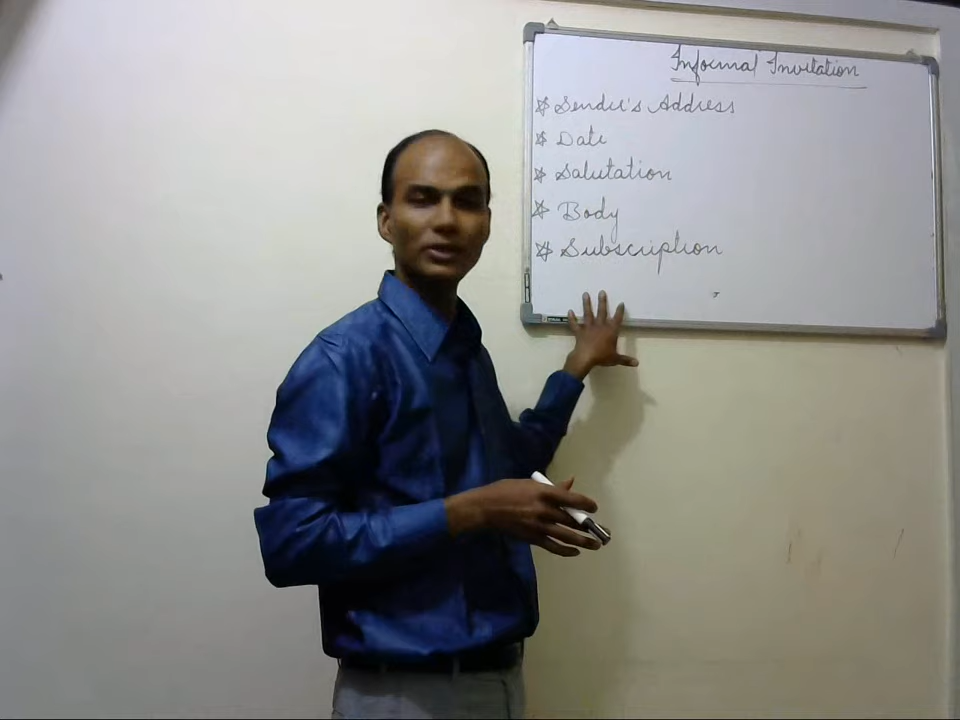 Informal Invitation
☆ Sender's Address
☆ Date
☆ Salutation
☆ Body
☆ Subscription